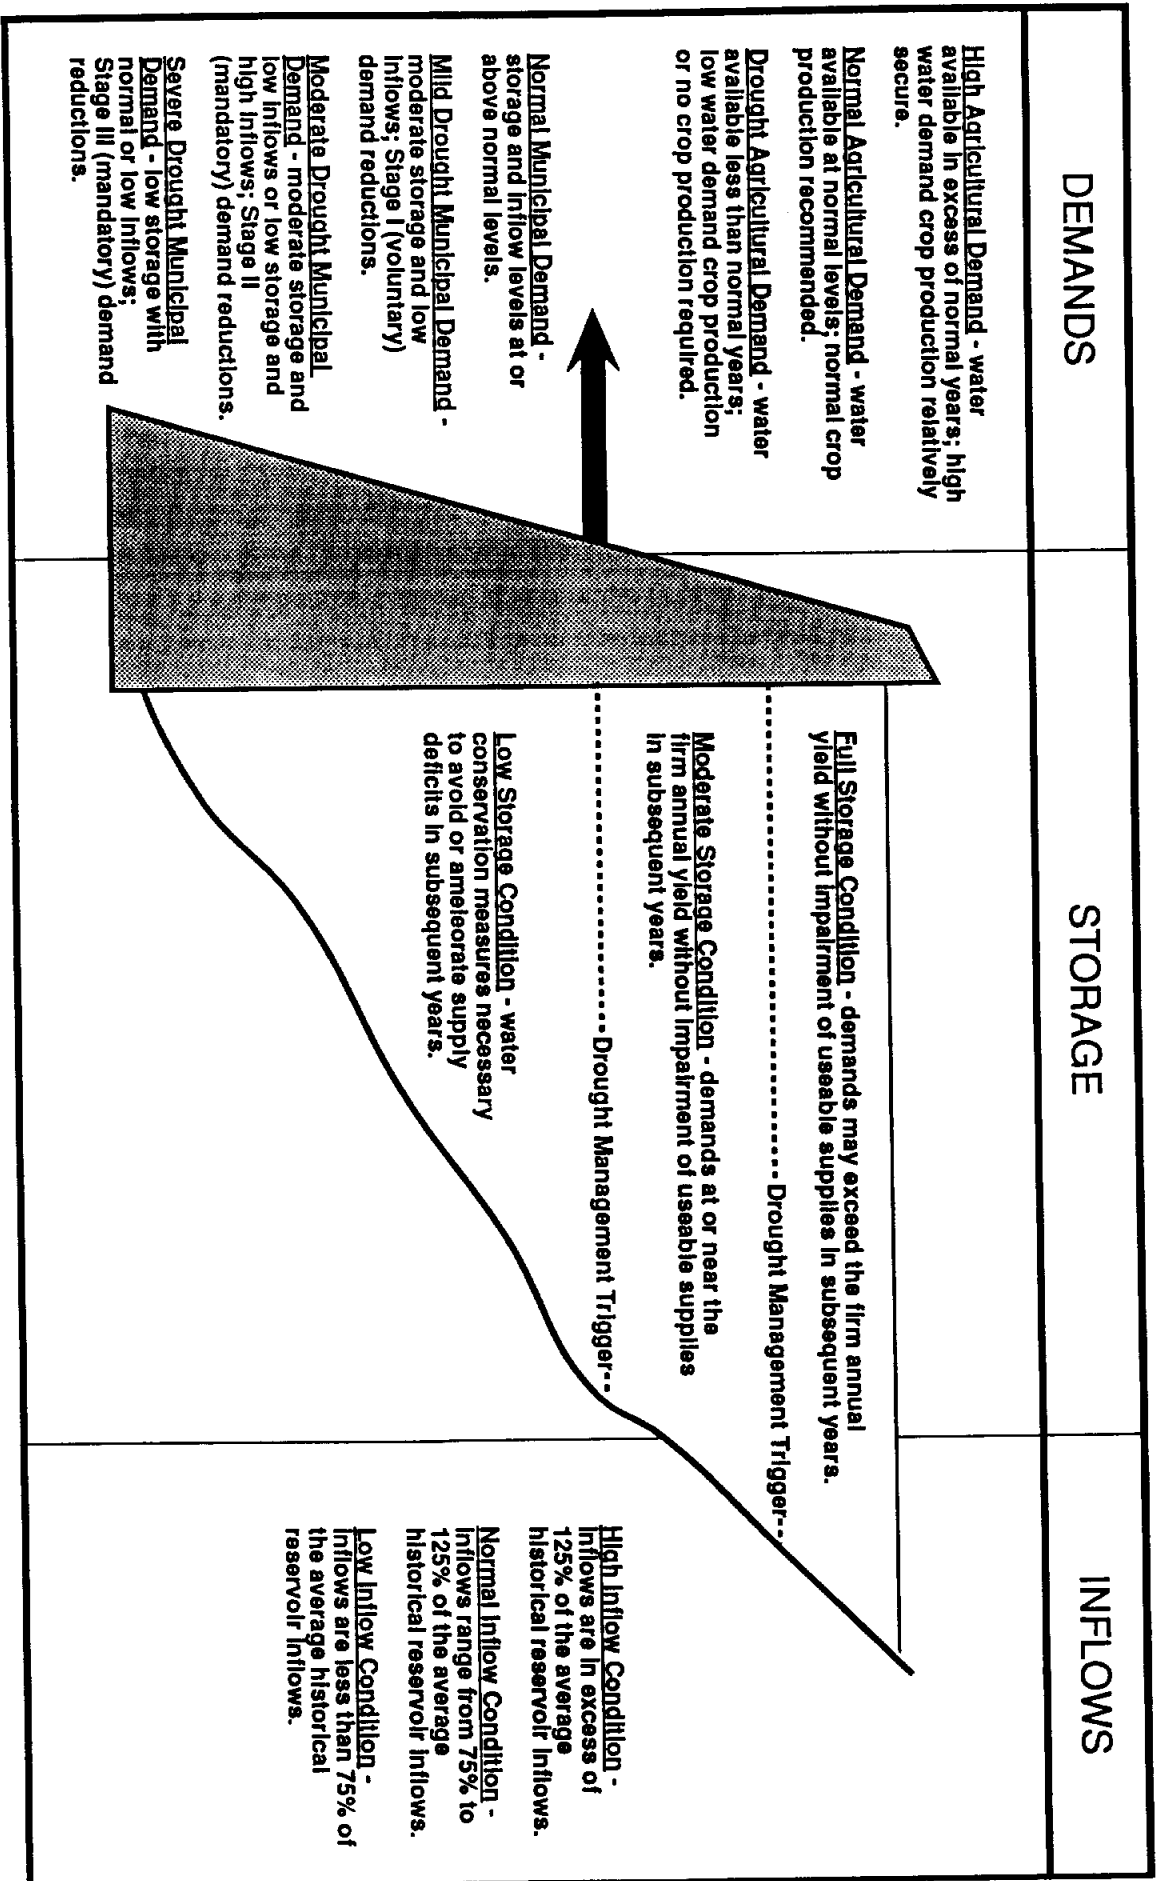 DEMANDS
High Agricultural Demand - water
available in excess of normal years; high
water demand crop production relatively
secure.
Normal Agricultural Demand - water
available at normal levels; normal crop
production recommended.
Drought Agricultural Demand - water
available less than normal years;
low water demand crop production
or no crop production required.
Normal Municipal Demand -
storage and inflow levels at or
above normal levels.
Mild Drought Municipal Demand -
moderate storage and low
inflows; Stage I (voluntary)
demand reductions.
Moderate Drought Municipal
Demand - moderate storage and
low inflows or low storage and
high inflows; Stage II
(mandatory) demand reductions.
Severe Drought Municipal
Demand - low storage with
normal or low inflows;
Stage III (mandatory) demand
reductions.
STORAGE
Full Storage Condition - demands may exceed the firm annual
yield without impairment of useable supplies in subsequent years.
Drought Management Trigger--
Moderate Storage Condition - demands at or near the
firm annual yield without impairment of useable supplies
in subsequent years.
Drought Management Trigger--
Low Storage Condition - water
conservation measures necessary
to avoid or ameleorate supply
deficits in subsequent years.
INFLOWS
High Inflow Condition -
inflows are in excess of
125% of the average
historical reservoir inflows.
Normal Inflow Condition -
inflows range from 75% to
125% of the average
historical reservoir inflows.
Low Inflow Condition -
inflows are less than 75% of
the average historical
reservoir inflows.